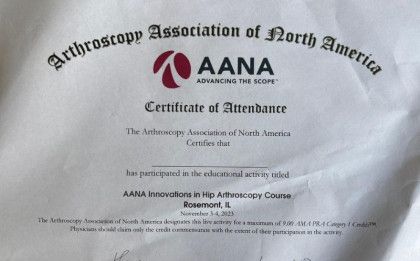 Arthroscopy Association of North America
AANA
ADVANCING THE SCOPE™
Certificate of Attendance
The Arthroscopy Association of North America
Certifies that
has participated in the educational activity titled
AANA Innovations in Hip Arthroscopy Course
Rosemont, IL
November 3-4, 2023
The Arthroscopy Association of North America designates this live activity for a maximum of 9.00 AMA PRA Category 1 Credits™.
Physicians should claim only the credit commensurate with the extent of their participation in the activity.